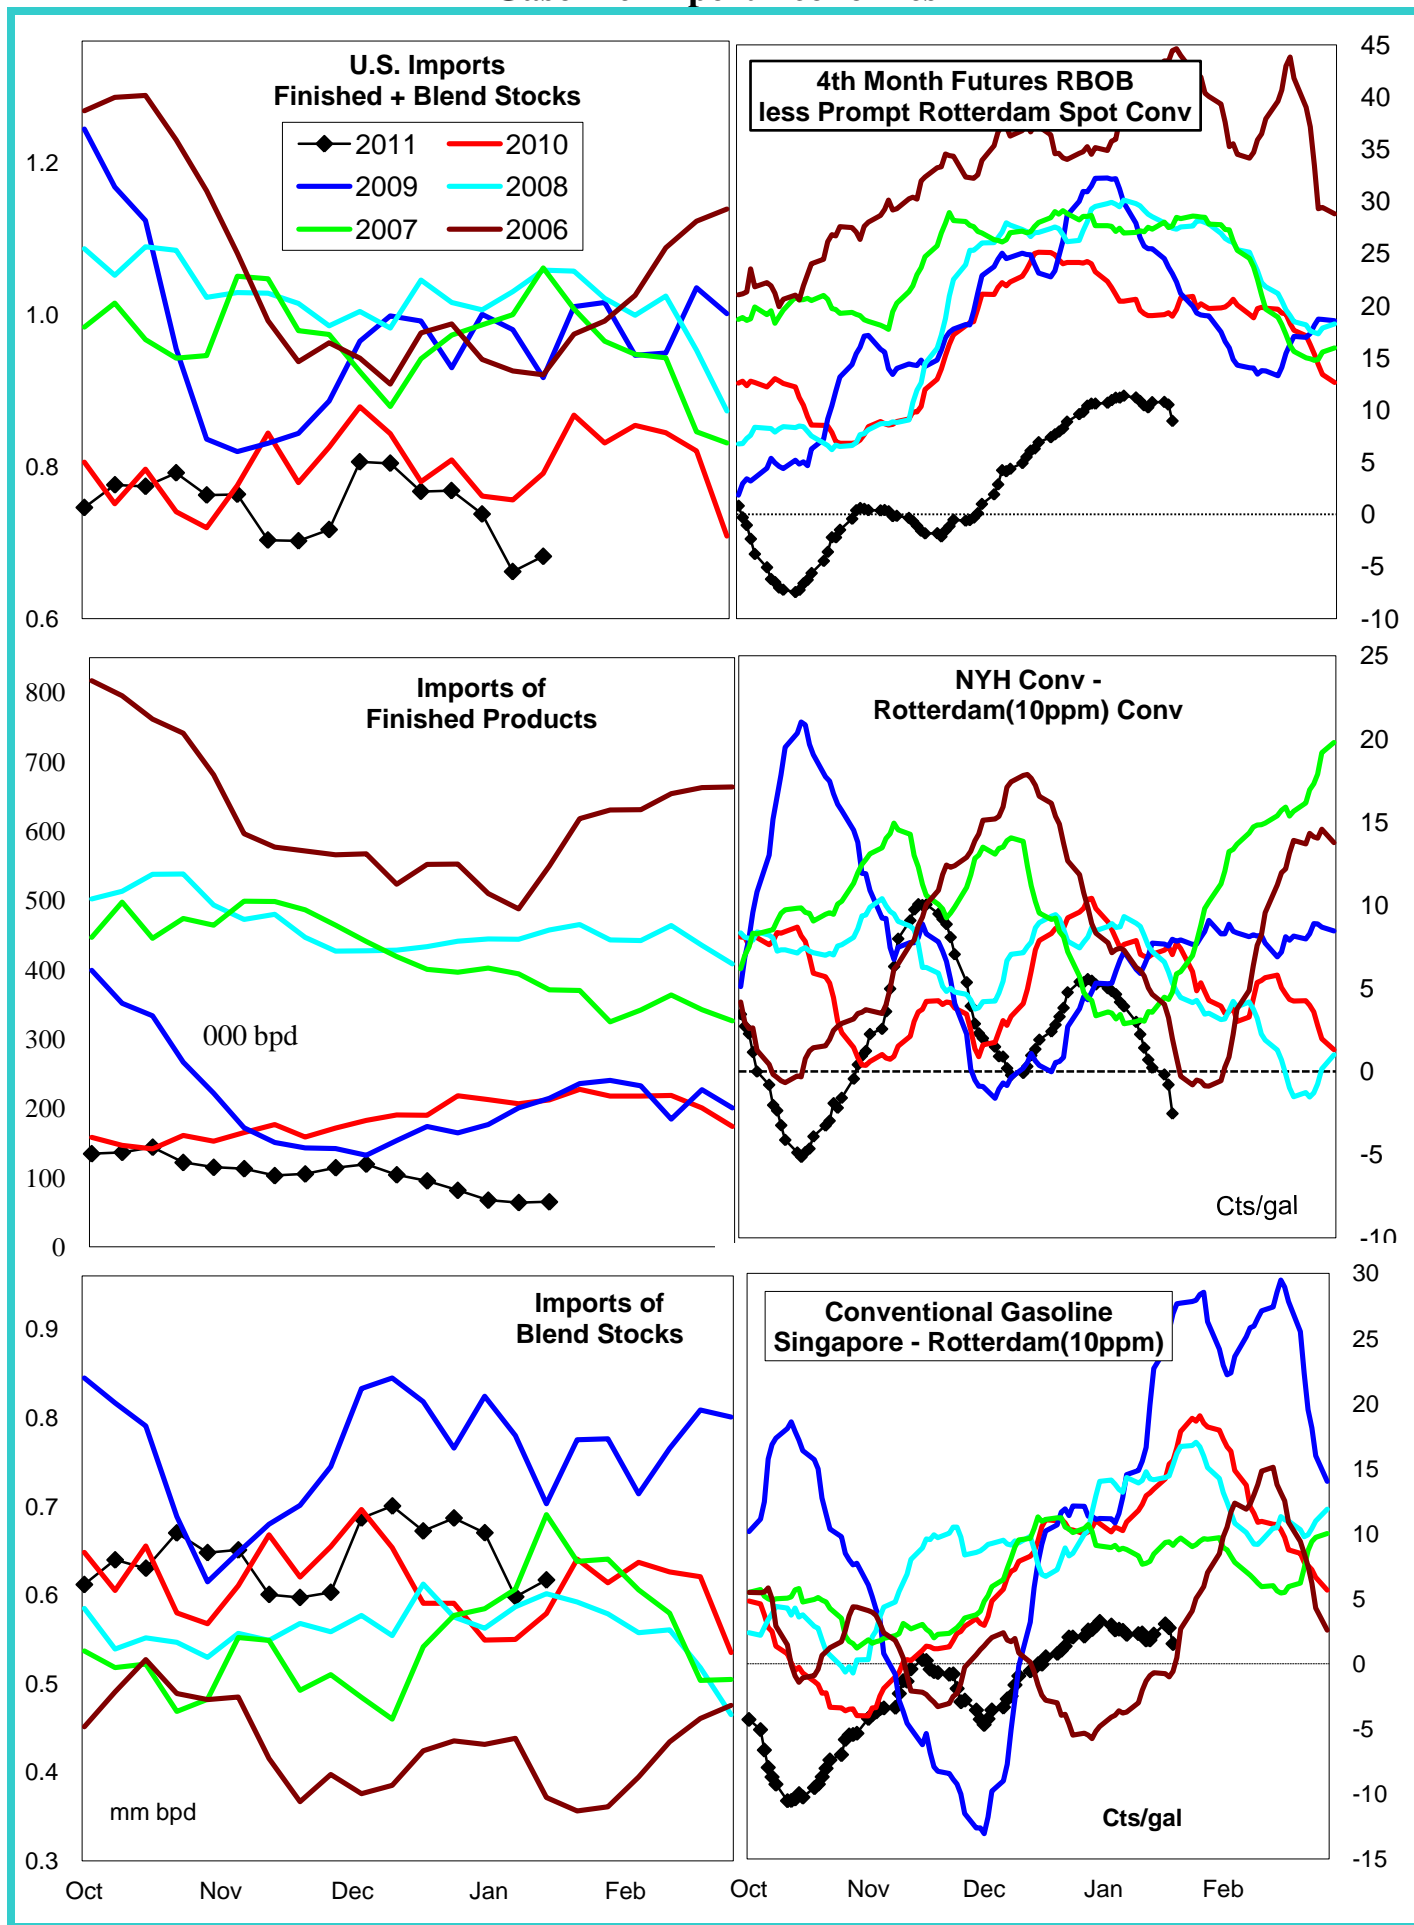 U.S. Imports
Finished + Blend Stocks
2011
2010
2009
2008
2007
2006
1.2
1.0
0.8
0.6
4th Month Futures RBOB
less Prompt Rotterdam Spot Conv
45
40
35
30
25
20
15
10
5
0
-5
-10
Imports of
Finished Products
000 bpd
800
700
600
500
400
300
200
100
0
NYH Conv -
Rotterdam(10ppm) Conv
Cts/gal
25
20
15
10
5
0
-5
-10
Imports of
Blend Stocks
mm bpd
0.9
0.8
0.7
0.6
0.5
0.4
0.3
Oct
Nov
Dec
Jan
Feb
Conventional Gasoline
Singapore - Rotterdam(10ppm)
Cts/gal
30
25
20
15
10
5
0
-5
-10
-15
Oct
Nov
Dec
Jan
Feb